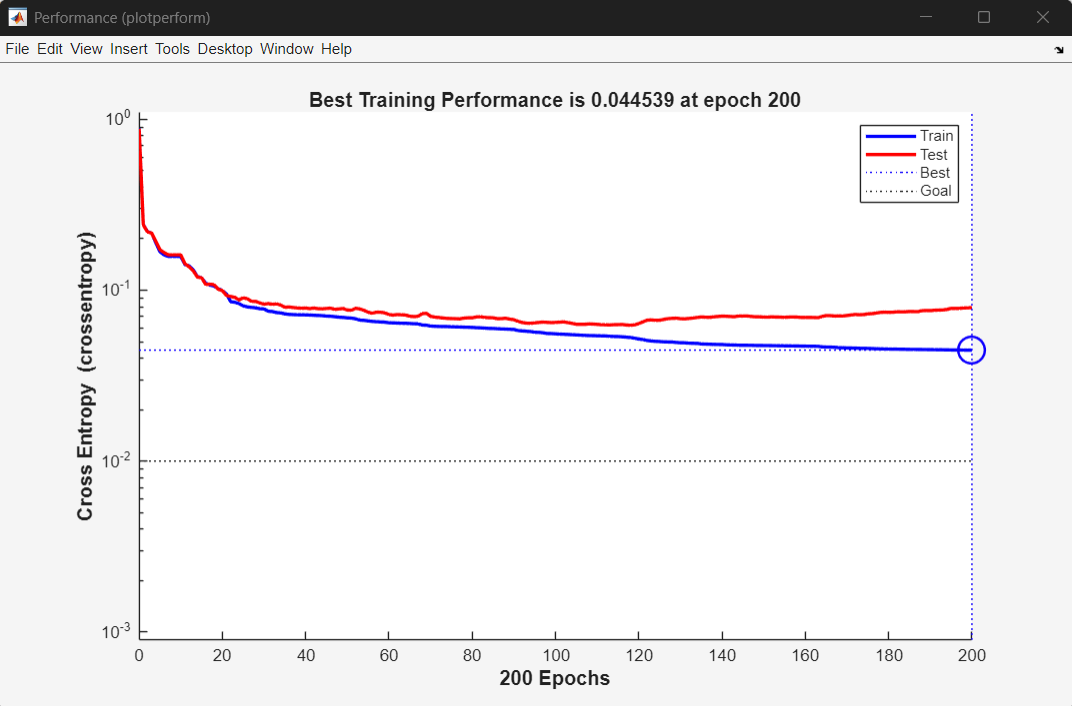 Performance (plotperform)
File Edit View Insert Tools Desktop Window Help
Best Training Performance is 0.044539 at epoch 200
Cross Entropy (crossentropy)
10^0
10^-1
10^-2
10^-3
Train
Test
Best
Goal
0 20 40 60 80 100 120 140 160 180 200
200 Epochs